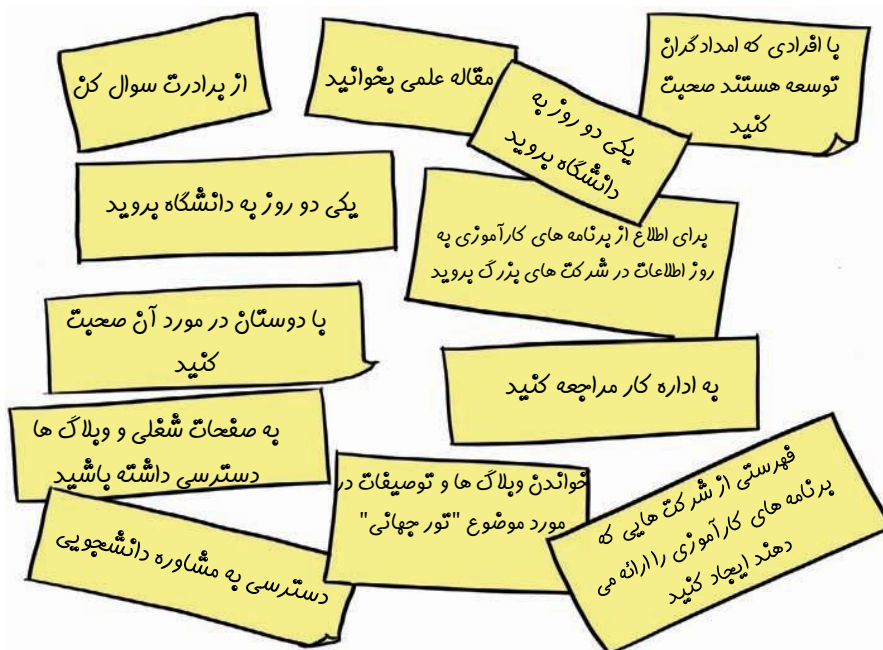 با افرادی که امدادگران
توسعه هستند صحبت
کنید
مقاله علمی بخوانید
از برادرت سوال کن
یکی دو روز به
دانشگاه بروید
یکی دو روز به دانشگاه بروید
برای اطلاع از برنامه های کارآموزی به
روز اطلاعات در شرکت های بزرگ بروید
با دوستان در مورد آن صحبت
کنید
به اداره کار مراجعه کنید
به صفحات شغلی و وبلاگ ها
دسترسی داشته باشید
خواندن وبلاگ ها و توصیفات در
مورد موضوع "تور جهانی"
فهرستی از شرکت هایی که
برنامه های کارآموزی را ارائه می
دهند ایجاد کنید
دسترسی به مشاوره دانشجویی